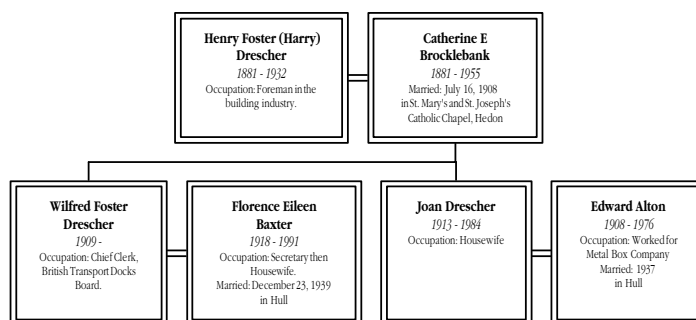 Henry Foster (Harry)
Drescher
1881 - 1932
Occupation: Foreman in the
building industry.
Catherine E
Brocklebank
1881 - 1955
Married: July 16, 1908
in St. Mary's and St. Joseph's
Catholic Chapel, Hedon
Wilfred Foster
Drescher
1909 -
Occupation: Chief Clerk,
British Transport Docks
Board.
Florence Eileen
Baxter
1918 - 1991
Occupation: Secretary then
Housewife.
Married: December 23, 1939
in Hull
Joan Drescher
1913 - 1984
Occupation: Housewife
Edward Alton
1908 - 1976
Occupation: Worked for
Metal Box Company
Married: 1937
in Hull